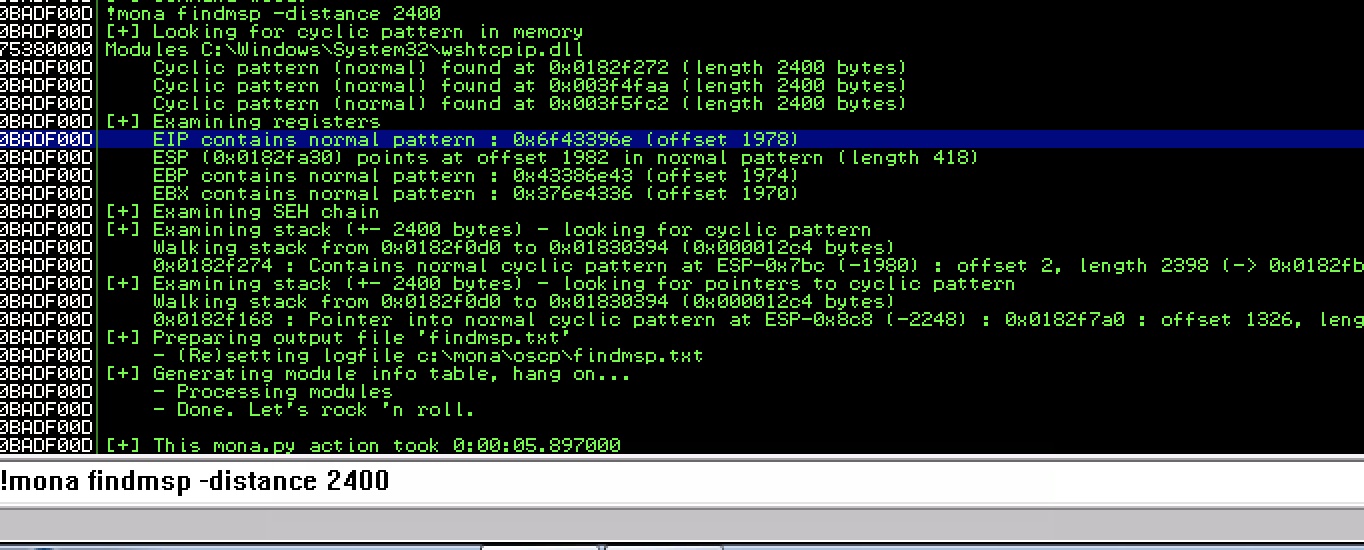 0BADF00D !mona findmsp -distance 2400
0BADF00D [+] Looking for cyclic pattern in memory
75380000 Modules C:\Windows\System32\wshtcpip.dll
0BADF00D Cyclic pattern (normal) found at 0x0182f272 (length 2400 bytes)
0BADF00D Cyclic pattern (normal) found at 0x003f4faa (length 2400 bytes)
0BADF00D Cyclic pattern (normal) found at 0x003f5fc2 (length 2400 bytes)
0BADF00D [+] Examining registers
0BADF00D EIP contains normal pattern : 0x6f43396e (offset 1978)
0BADF00D ESP (0x0182fa30) points at offset 1982 in normal pattern (length 418)
0BADF00D EBP contains normal pattern : 0x43386e43 (offset 1974)
0BADF00D EBX contains normal pattern : 0x376e4336 (offset 1970)
0BADF00D [+] Examining SEH chain
0BADF00D [+] Examining stack (+- 2400 bytes) - looking for cyclic pattern
0BADF00D Walking stack from 0x0182f0d0 to 0x01830394 (0x000012c4 bytes)
0BADF00D 0x0182f274 : Contains normal cyclic pattern at ESP-0x7bc (-1980) : offset 2, length 2398 (-> 0x0182fb
0BADF00D [+] Examining stack (+- 2400 bytes) - looking for pointers to cyclic pattern
0BADF00D Walking stack from 0x0182f0d0 to 0x01830394 (0x000012c4 bytes)
0BADF00D 0x0182f168 : Pointer into normal cyclic pattern at ESP-0x8c8 (-2248) : 0x0182f7a0 : offset 1326, leng
0BADF00D [+] Preparing output file 'findmsp.txt'
0BADF00D - (Re)setting logfile c:\mona\oscp\findmsp.txt
0BADF00D [+] Generating module info table, hang on...
0BADF00D - Processing modules
0BADF00D - Done. Let's rock 'n roll.
0BADF00D
0BADF00D [+] This mona.py action took 0:00:05.897000
!mona findmsp -distance 2400